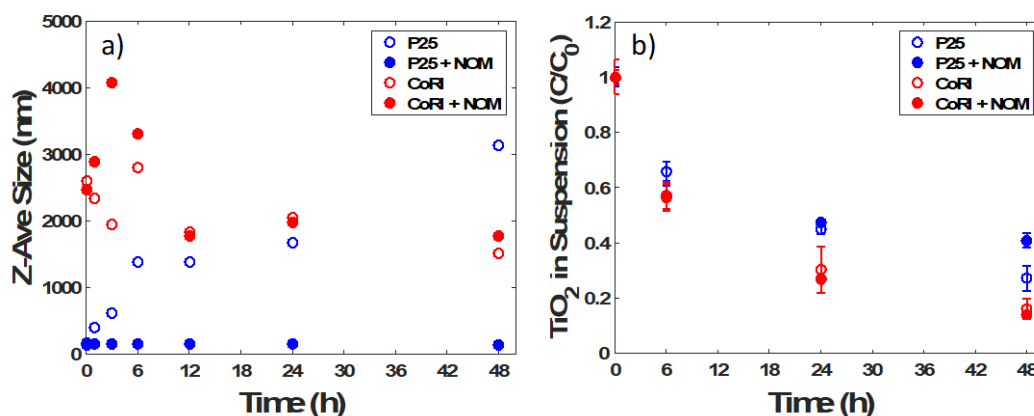 a)
Z-Ave Size (nm)
5000
4000
3000
2000
1000
0
P25
P25 + NOM
CoRI
CoRI + NOM
0 6 12 18 24 30 36 42 48
Time (h)
b)
TiO2 in Suspension (C/C0)
1.2
1
0.8
0.6
0.4
0.2
0
P25
P25 + NOM
CoRI
CoRI + NOM
0 6 12 18 24 30 36 42 48
Time (h)